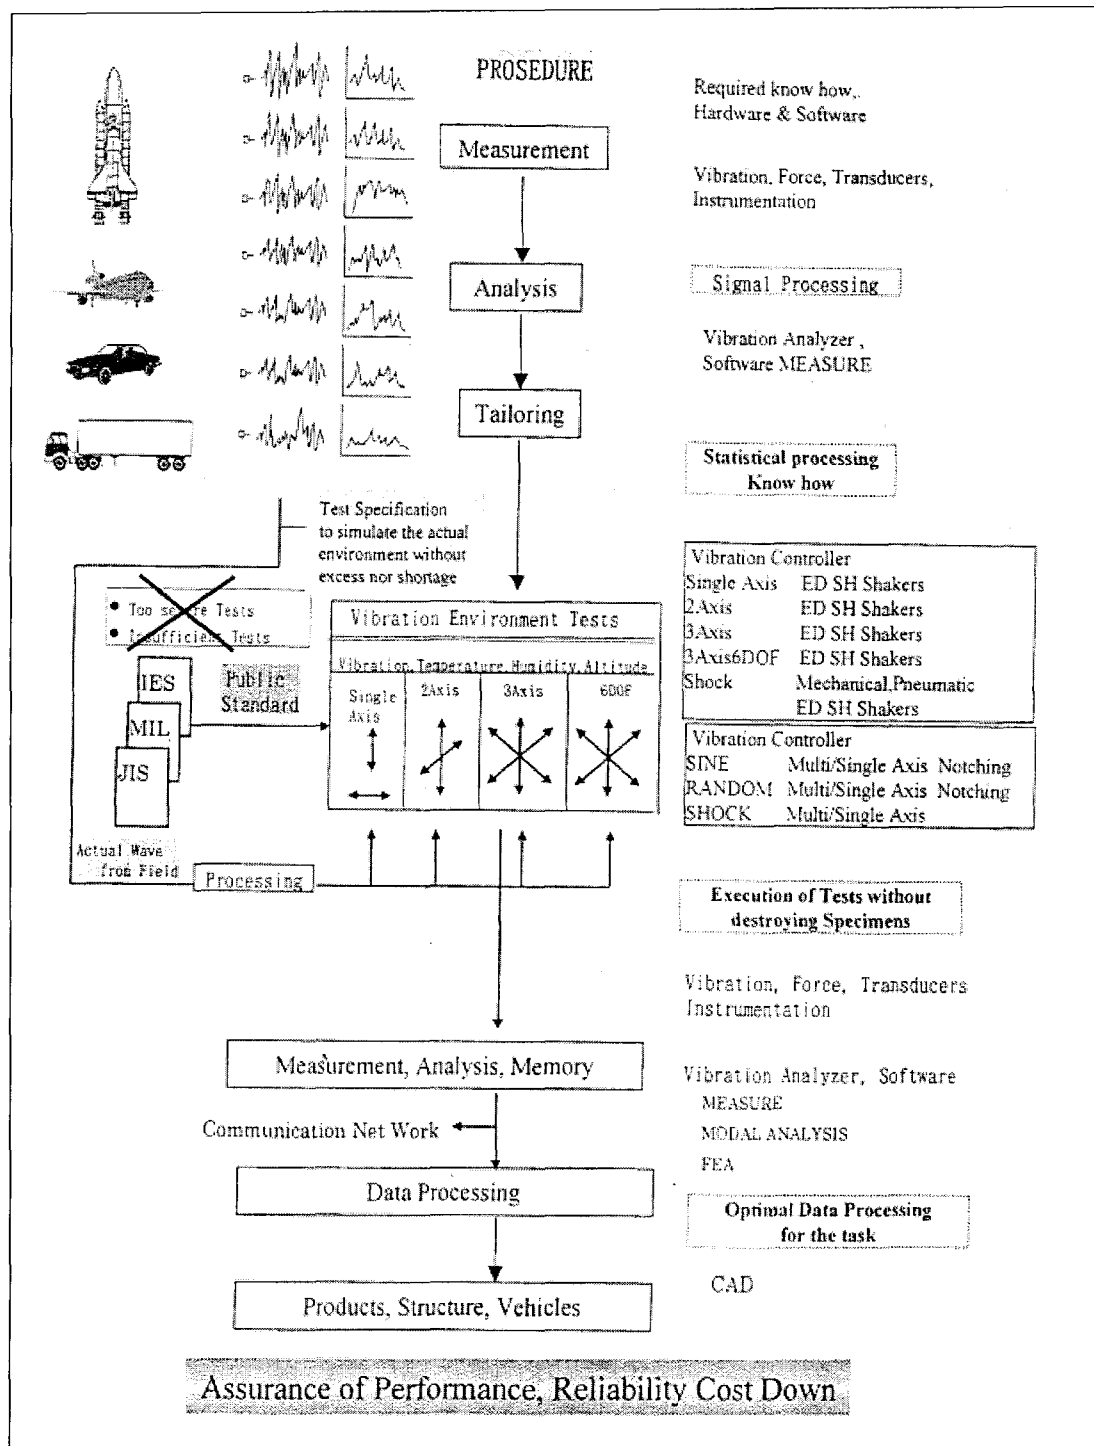 PROSEDURE
Measurement
Analysis
Tailoring
Required know how,.
Hardware & Software
Vibration, Force, Transducers,
Instrumentation
Signal Processing
Vibration Analyzer ,
Software MEASURE
Statistical processing
Know how
Test Specification
to simulate the actual
environment without
excess nor shortage
• Too severe Tests
• Insufficient Tests
IES
MIL
JIS
Public
Standard
Vibration Environment Tests
Vibration,Temperature,Humidity,Altitude
Single
Axis
2Axis
3Axis
6DOF
Actual Wave
from Field
Processing
Vibration Controller
Single Axis ED SH Shakers
2Axis ED SH Shakers
3Axis ED SH Shakers
3Axis6DOF ED SH Shakers
Shock Mechanical,Pneumatic
ED SH Shakers
Vibration Controller
SINE Multi/Single Axis Notching
RANDOM Multi/Single Axis Notching
SHOCK Multi/Single Axis
Execution of Tests without
destroying Specimens
Vibration, Force, Transducers
Instrumentation
Measurement, Analysis, Memory
Communication Net Work
Data Processing
Products, Structure, Vehicles
Vibration Analyzer, Software
MEASURE
MODAL ANALYSIS
FEA
Optimal Data Processing
for the task
CAD
Assurance of Performance, Reliability Cost Down